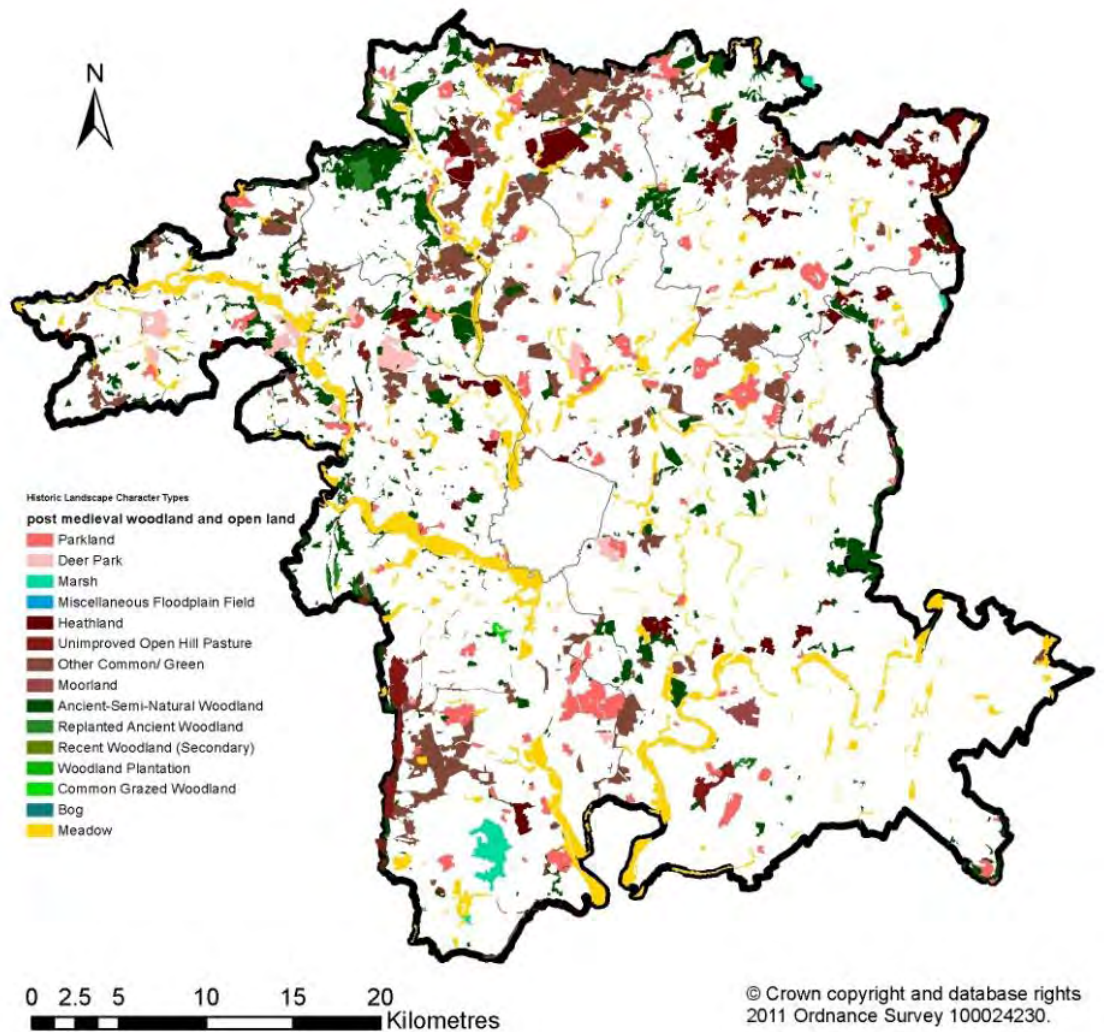 N
Historic Landscape Character Types
post medieval woodland and open land
Parkland
Deer Park
Marsh
Miscellaneous Floodplain Field
Heathland
Unimproved Open Hill Pasture
Other Common/ Green
Moorland
Ancient-Semi-Natural Woodland
Replanted Ancient Woodland
Recent Woodland (Secondary)
Woodland Plantation
Common Grazed Woodland
Bog
Meadow
0 2.5 5 10 15 20
Kilometres
© Crown copyright and database rights
2011 Ordnance Survey 100024230.